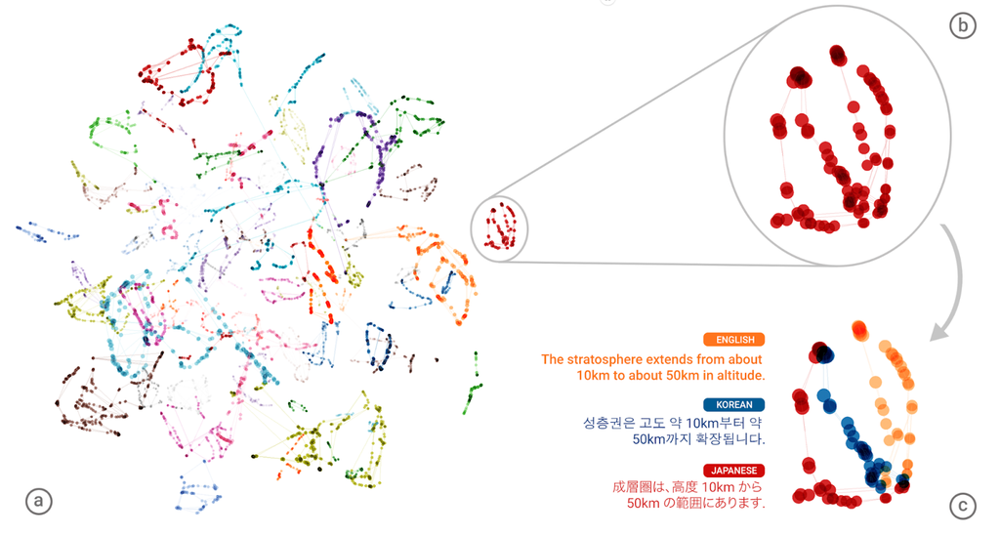 b
ENGLISH
The stratosphere extends from about
10km to about 50km in altitude.
KOREAN
성층권은 고도 약 10km부터 약
50km까지 확장됩니다.
JAPANESE
成層圏は、高度 10km から
50km の範囲にあります。
a
c